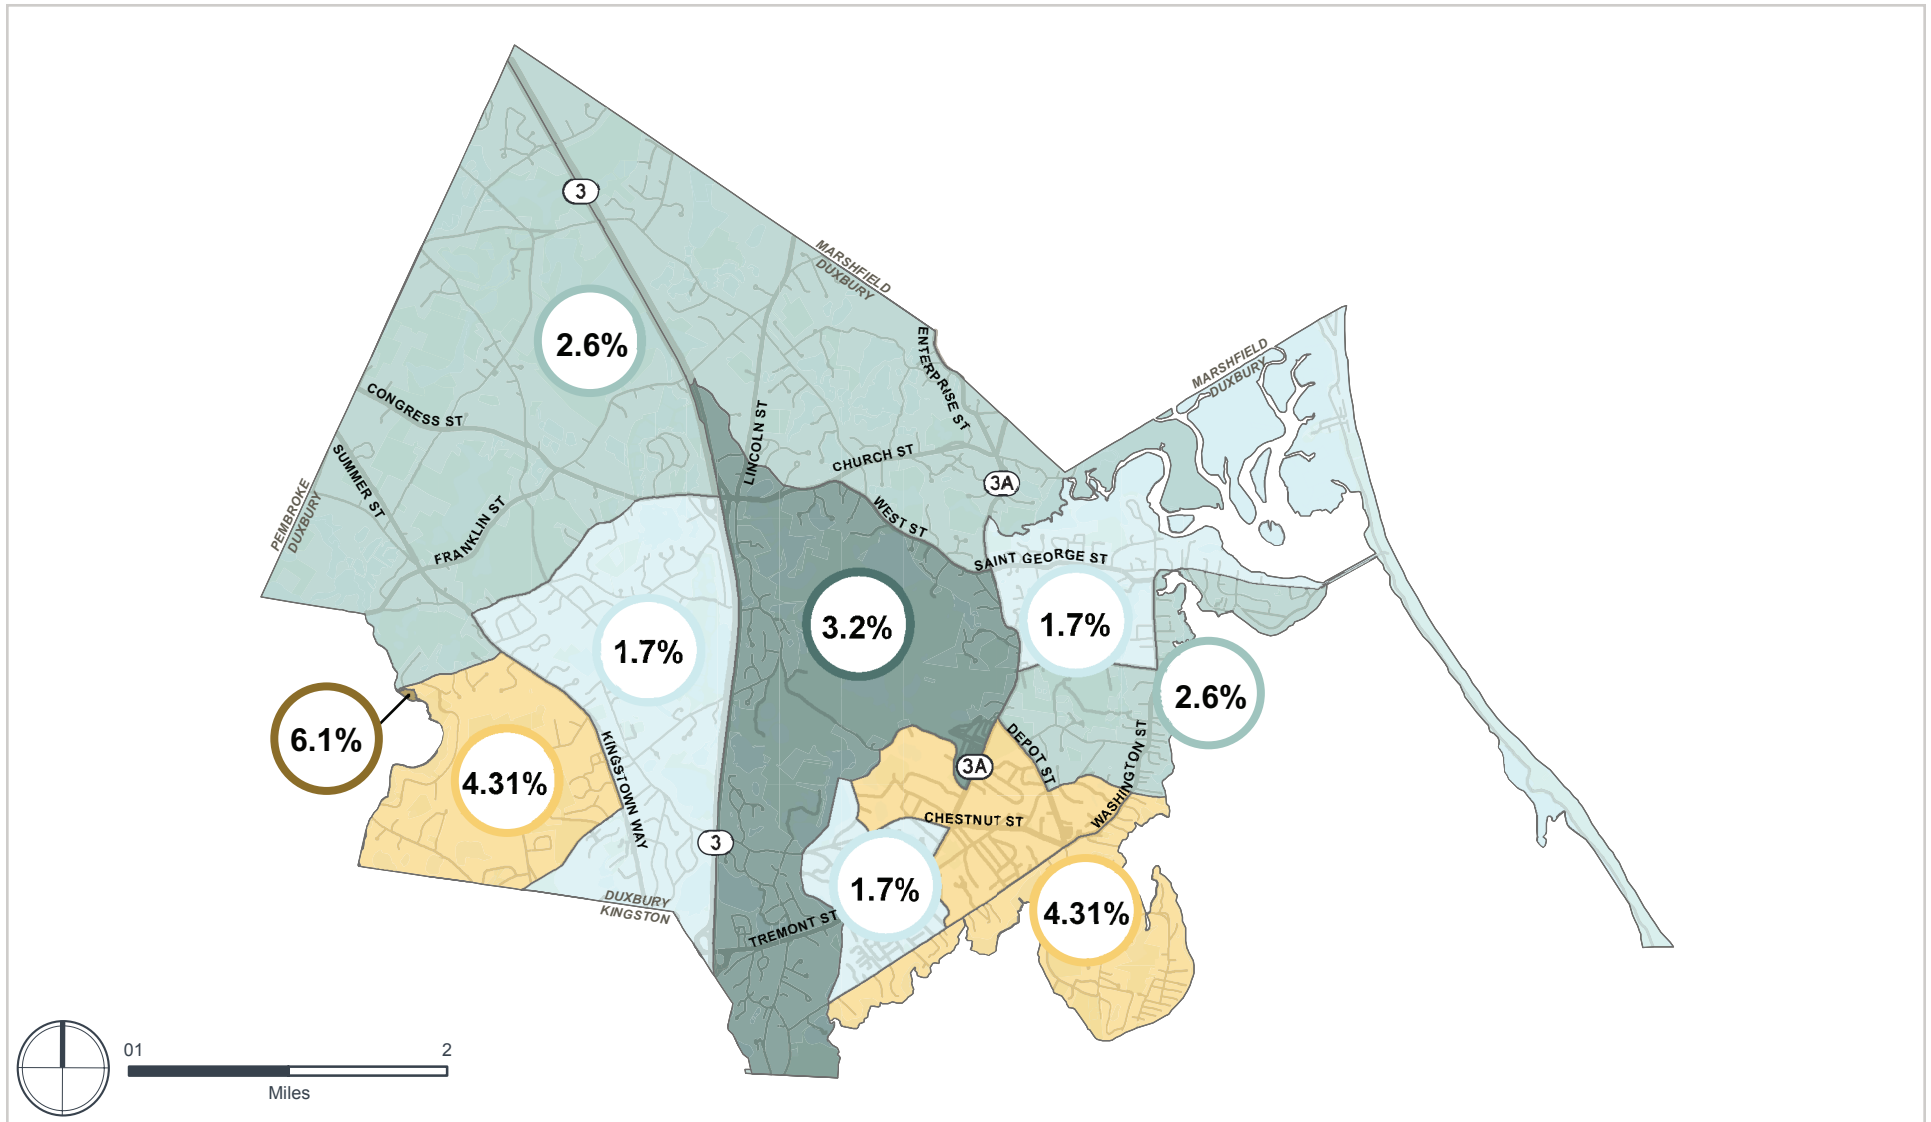 3
MARSHFIELD
DUXBURY
2.6%
ENTERPRISE ST
MARSHFIELD
DUXBURY
CONGRESS ST
LINCOLN ST
CHURCH ST
SUMMER ST
3A
PEMBROKE
DUXBURY
FRANKLIN ST
WEST ST
SAINT GEORGE ST
3.2%
1.7%
1.7%
2.6%
6.1%
4.31%
KINGSTOWN WAY
DEPOT ST
WASHINGTON ST
3A
CHESTNUT ST
3
1.7%
4.31%
DUXBURY
KINGSTON
TREMONT ST
01
2
Miles